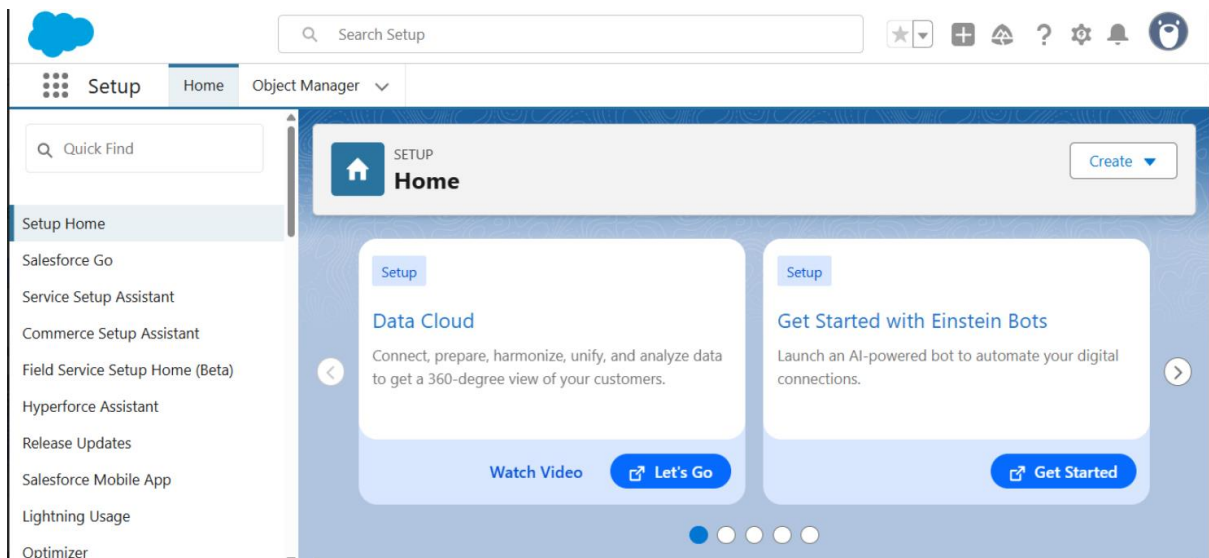 Search Setup
Setup
Home
Object Manager
Quick Find
Setup Home
Salesforce Go
Service Setup Assistant
Commerce Setup Assistant
Field Service Setup Home (Beta)
Hyperforce Assistant
Release Updates
Salesforce Mobile App
Lightning Usage
Optimizer
SETUP
Home
Create
Setup
Data Cloud
Connect, prepare, harmonize, unify, and analyze data
to get a 360-degree view of your customers.
Watch Video
Let's Go
Setup
Get Started with Einstein Bots
Launch an AI-powered bot to automate your digital
connections.
Get Started